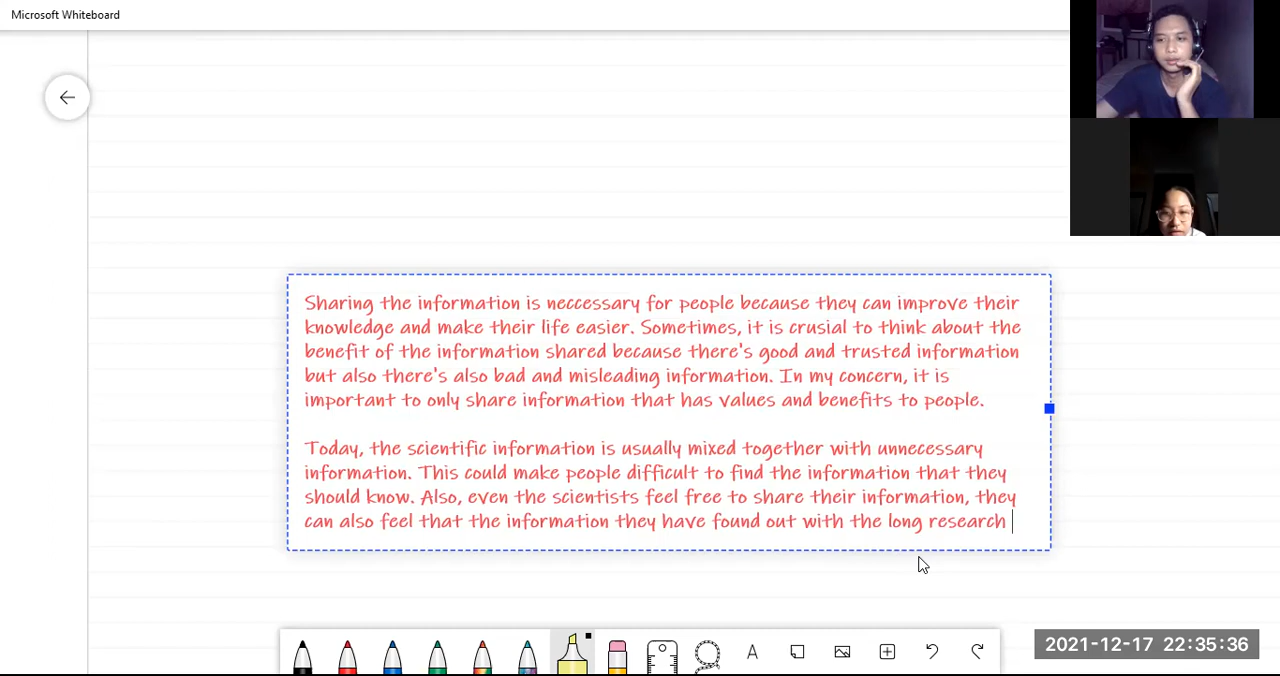 Microsoft Whiteboard
Sharing the information is neccessary for people because they can improve their
knowledge and make their life easier. Sometimes, it is crusial to think about the
benefit of the information shared because there's good and trusted information
but also there's also bad and misleading information. In my concern, it is
important to only share information that has values and benefits to people.
Today, the scientific information is usually mixed together with unnecessary
information. This could make people difficult to find the information that they
should know. Also, even the scientists feel free to share their information, they
can also feel that the information they have found out with the long research
A
2021-12-17 22:35:36